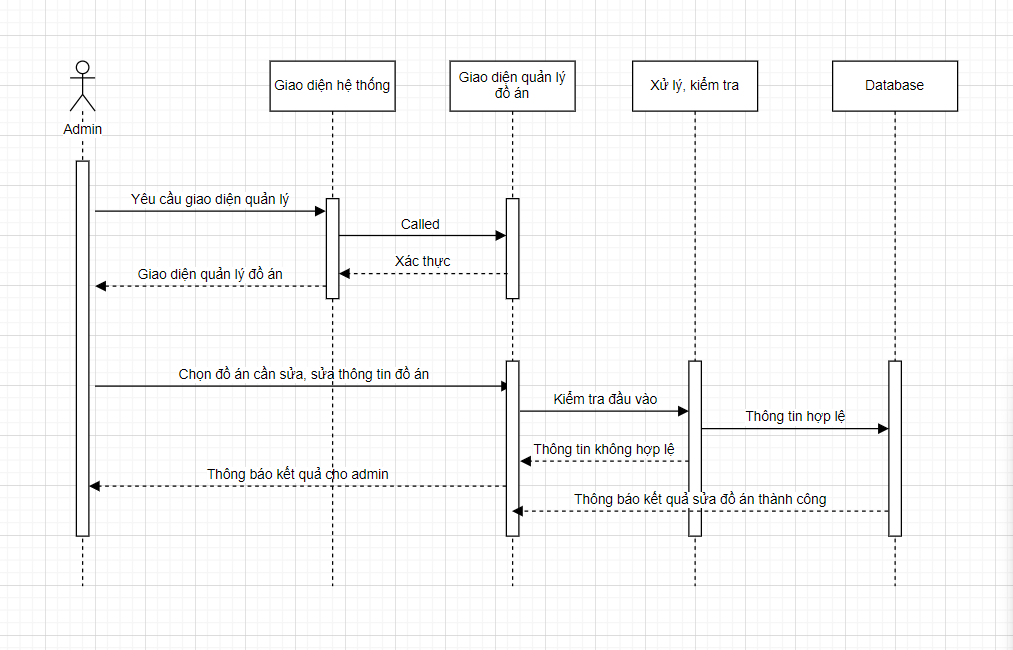 Admin
Giao diện hệ thống
Giao diện quản lý
đồ án
Xử lý, kiểm tra
Database
Yêu cầu giao diện quản lý
Called
Xác thực
Giao diện quản lý đồ án
Chọn đồ án cần sửa, sửa thông tin đồ án
Kiểm tra đầu vào
Thông tin hợp lệ
Thông tin không hợp lệ
Thông báo kết quả cho admin
Thông báo kết quả sửa đồ án thành công